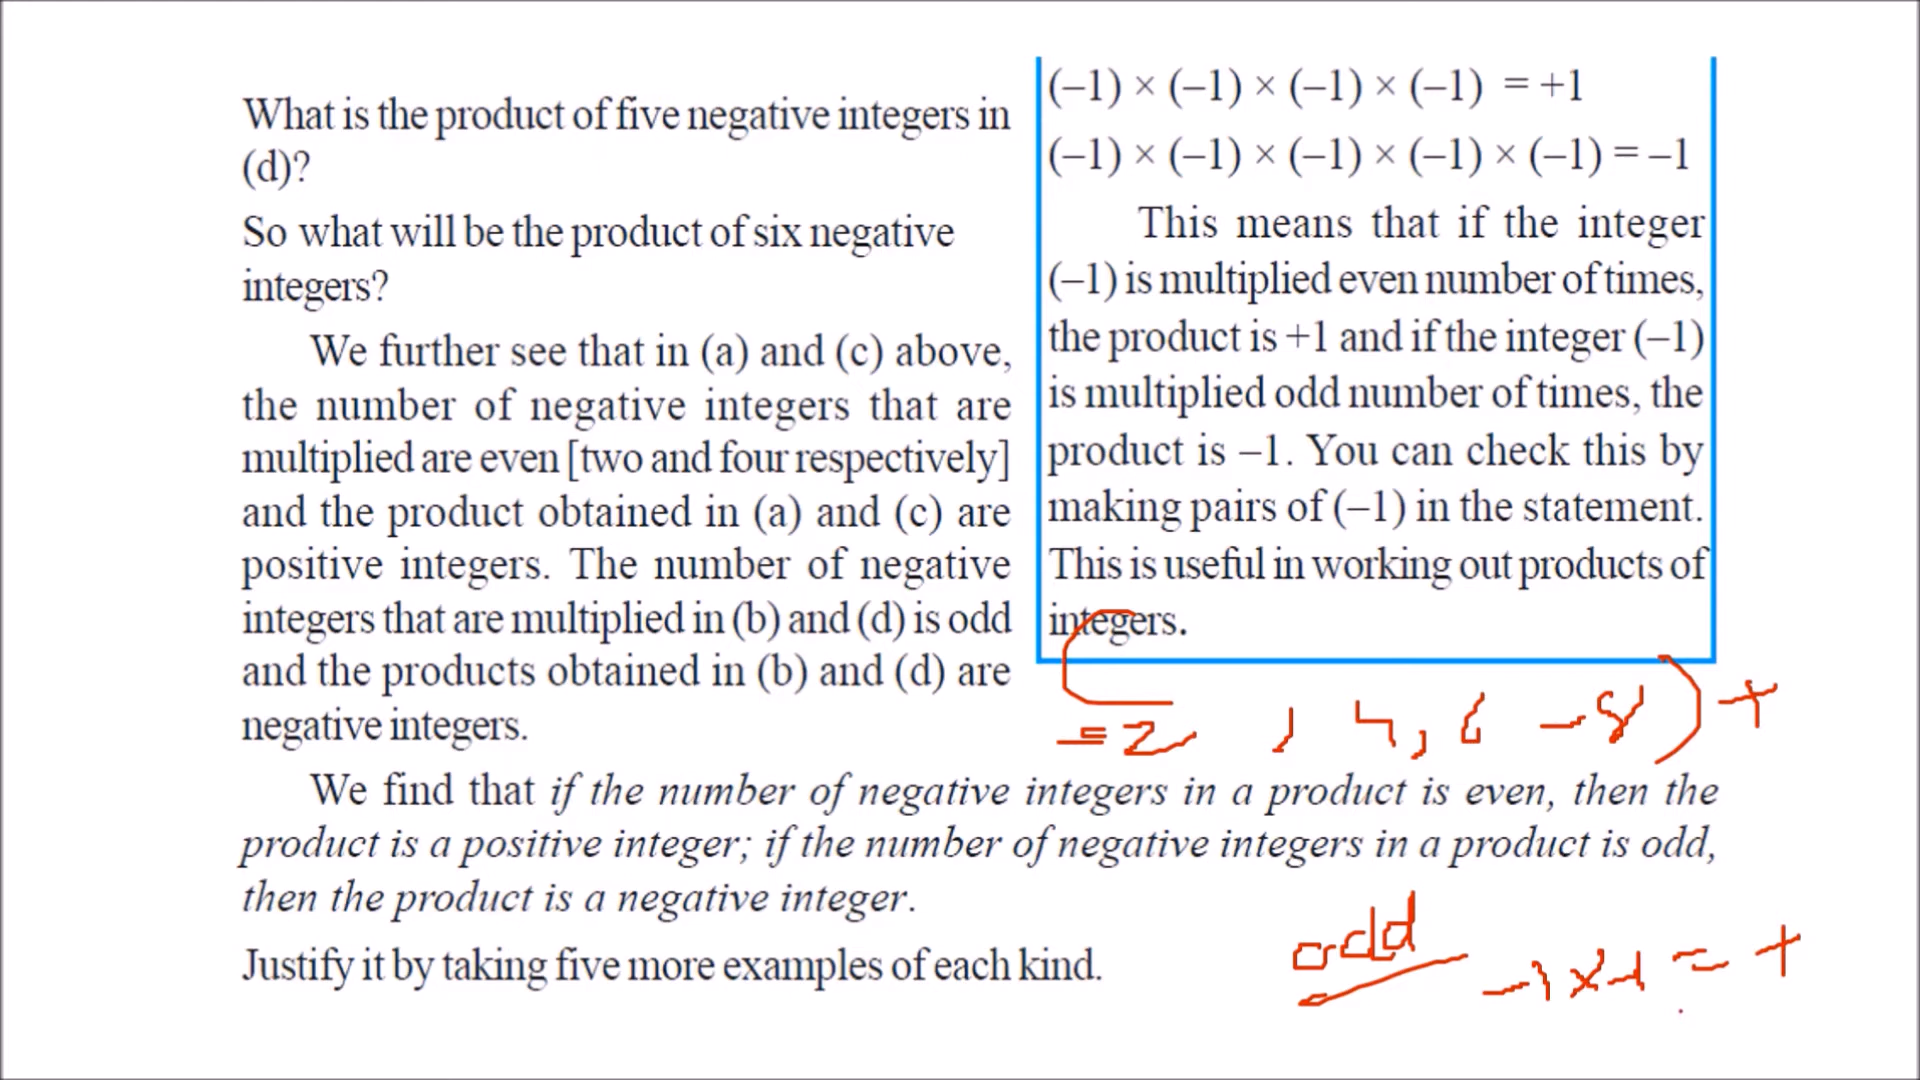 What is the product of five negative integers in
(d)?
So what will be the product of six negative
integers?
We further see that in (a) and (c) above,
the number of negative integers that are
multiplied are even [two and four respectively]
and the product obtained in (a) and (c) are
positive integers. The number of negative
integers that are multiplied in (b) and (d) is odd
and the products obtained in (b) and (d) are
negative integers.
(–1) × (–1) × (–1) × (–1) = +1
(–1) × (–1) × (–1) × (–1) × (–1) = –1
This means that if the integer
(–1) is multiplied even number of times,
the product is +1 and if the integer (–1)
is multiplied odd number of times, the
product is –1. You can check this by
making pairs of (–1) in the statement.
This is useful in working out products of
integers.
= 2 , 4, 6 – 8 ) +
We find that if the number of negative integers in a product is even, then the
product is a positive integer; if the number of negative integers in a product is odd,
then the product is a negative integer.
Justify it by taking five more examples of each kind.
odd
–1 x -1 = +